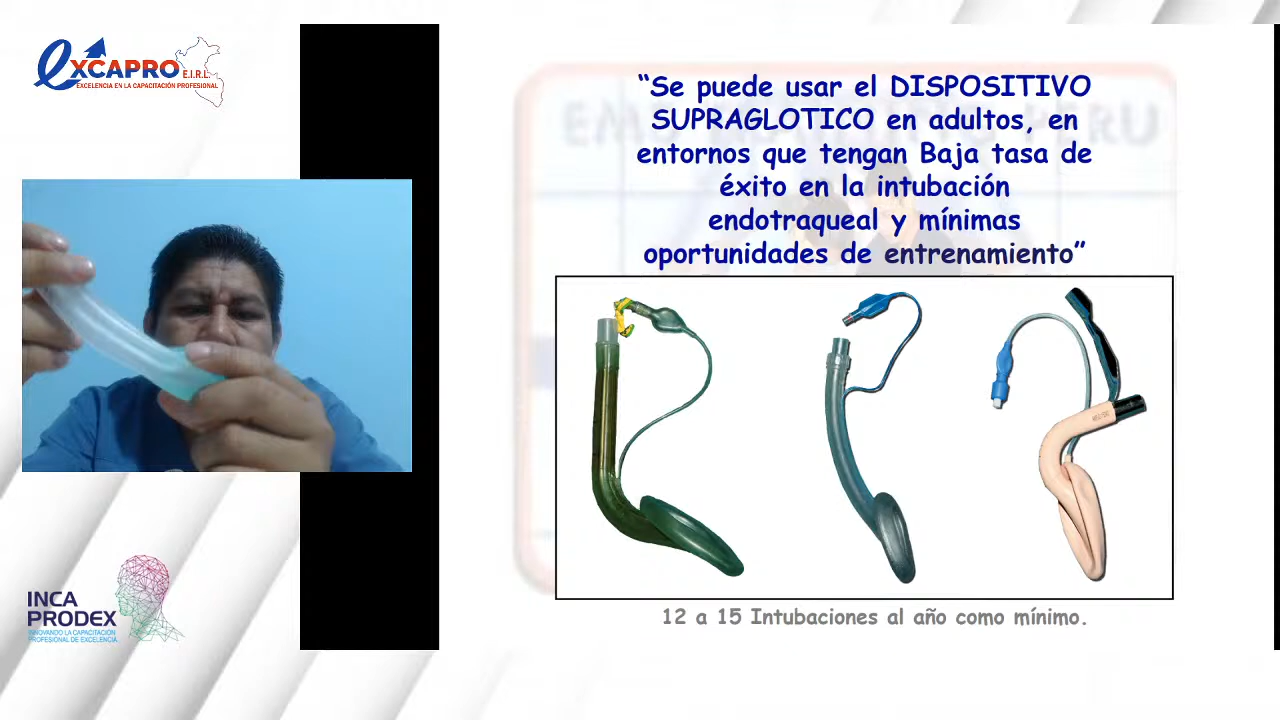 excapro E.I.R.L.
EXCELENCIA EN LA CAPACITACIÓN PROFESIONAL
“Se puede usar el DISPOSITIVO
SUPRAGLOTICO en adultos, en
entornos que tengan Baja tasa de
éxito en la intubación
endotraqueal y mínimas
oportunidades de entrenamiento”
12 a 15 Intubaciones al año como mínimo.
INCA
PRODEX
INNOVANDO LA CAPACITACIÓN
PROFESIONAL DE EXCELENCIA